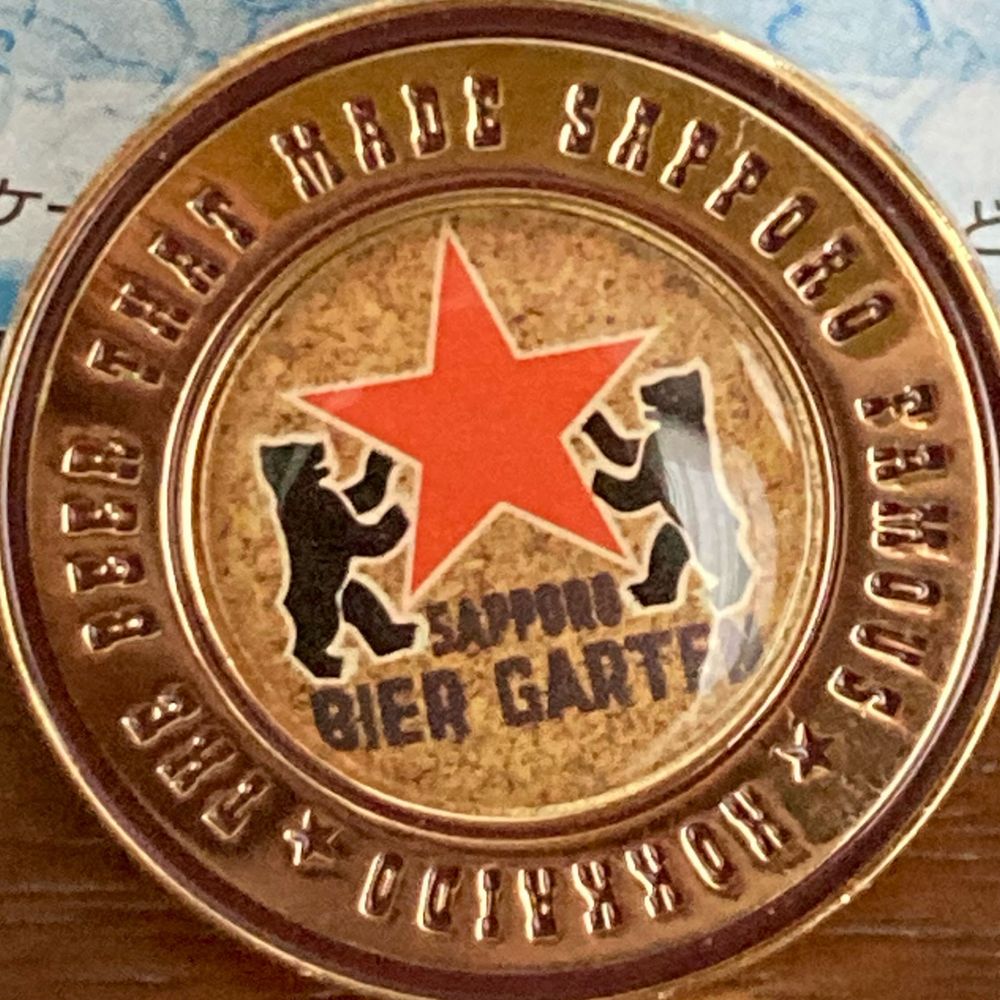 THE BEER THAT MADE SAPPORO FAMOUS
HOKKAIDO
SAPPORO
BIER GARTEN